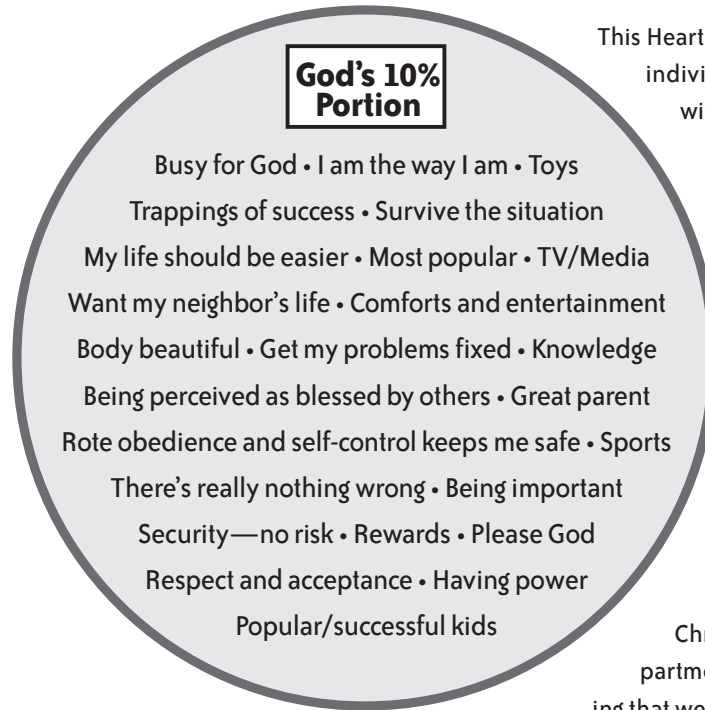 This Heart
God's 10%
Portion
Busy for God • I am the way I am • Toys
Trappings of success • Survive the situation
My life should be easier • Most popular • TV/Media
Want my neighbor's life • Comforts and entertainment
Body beautiful • Get my problems fixed • Knowledge
Being perceived as blessed by others • Great parent
Rote obedience and self-control keeps me safe • Sports
There's really nothing wrong • Being important
Security—no risk • Rewards • Please God
Respect and acceptance • Having power
Popular/successful kids
ing that we